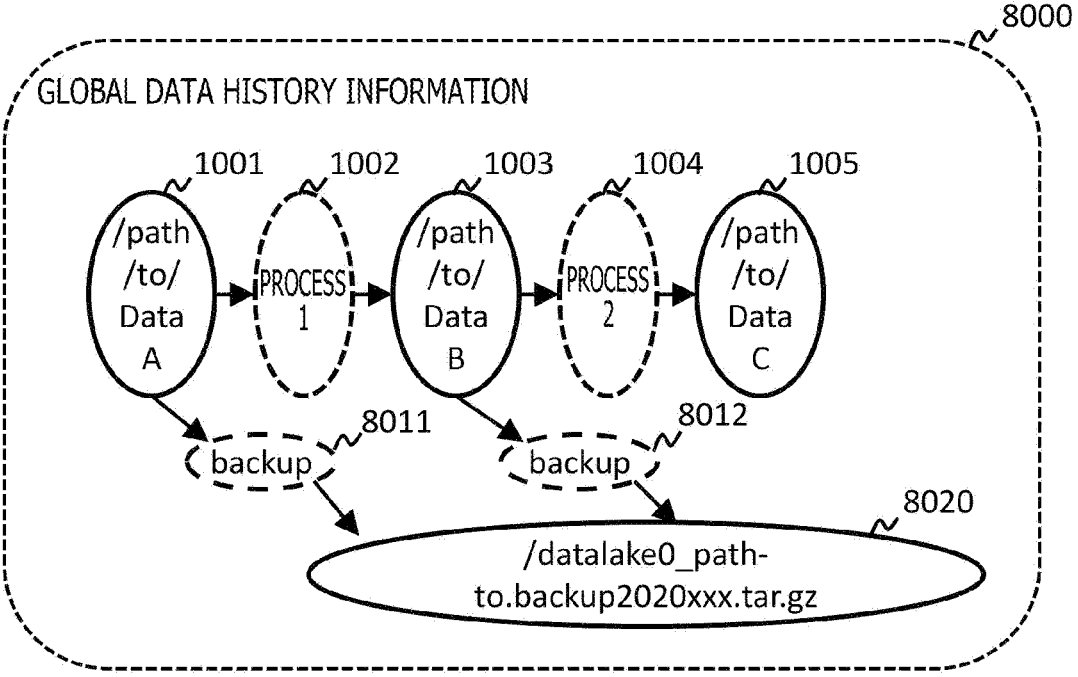 8000
GLOBAL DATA HISTORY INFORMATION
1001
1002
1003
1004
1005
/path
/to/
Data
A
PROCESS
1
/path
/to/
Data
B
PROCESS
2
/path
/to/
Data
C
8011
backup
8012
backup
8020
/datalake0_path-
to.backup2020xxx.tar.gz